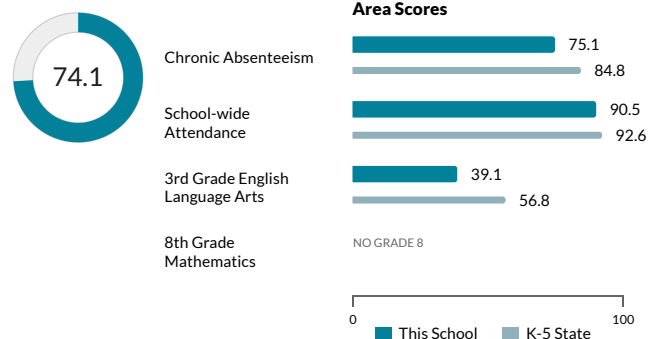 Area Scores
74.1
Chronic Absenteeism
75.1
84.8
School-wide
Attendance
90.5
92.6
3rd Grade English
Language Arts
39.1
56.8
8th Grade
Mathematics
NO GRADE 8
0
100
This School
K-5 State